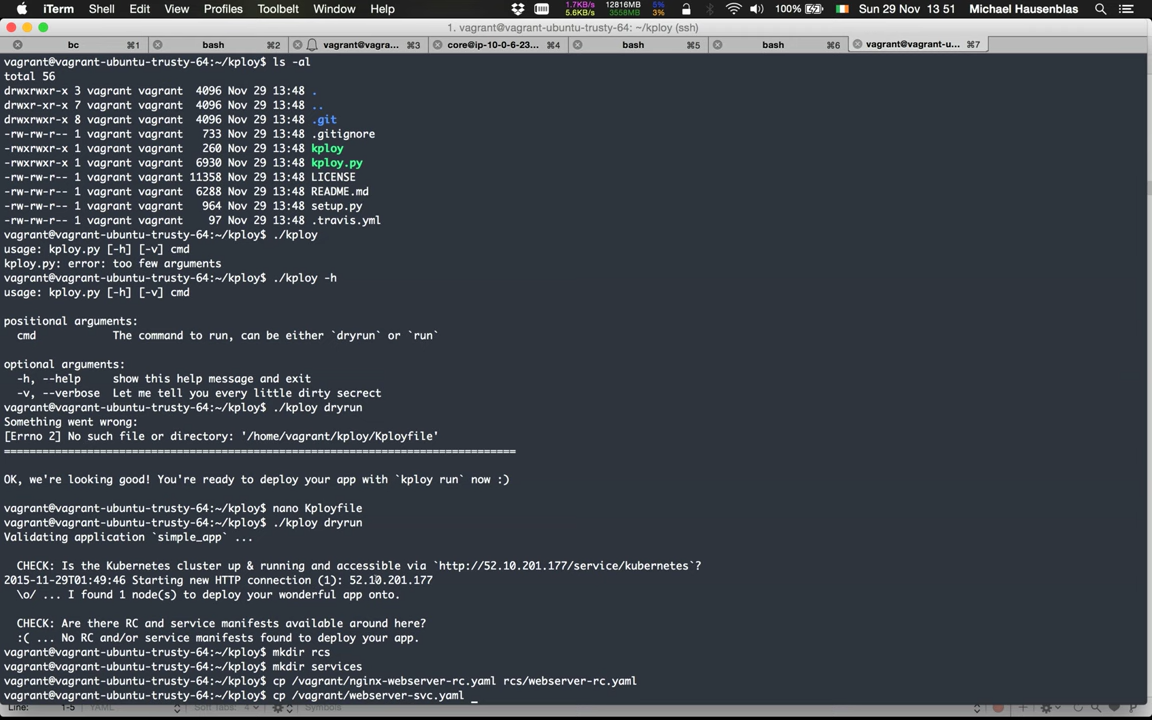 iTerm Shell Edit View Profiles Toolbelt Window Help 1.7KB/s 5.6KB/s 12816MB 3558MB 5% 3% 100% Sun 29 Nov 13:51 Michael Hausenblas
1. vagrant@vagrant-ubuntu-trusty-64: ~/kploy (ssh)
bc ⌘1 bash ⌘2 vagrant@vagra... ⌘3 core@ip-10-0-6-23... ⌘4 bash ⌘5 bash ⌘6 vagrant@vagrant-u... ⌘7
vagrant@vagrant-ubuntu-trusty-64:~/kploy$ ls -al
total 56
drwxrwxr-x 3 vagrant vagrant 4096 Nov 29 13:48 .
drwxr-xr-x 7 vagrant vagrant 4096 Nov 29 13:48 ..
drwxrwxr-x 8 vagrant vagrant 4096 Nov 29 13:48 .git
-rw-rw-r-- 1 vagrant vagrant 733 Nov 29 13:48 .gitignore
-rwxrwxr-x 1 vagrant vagrant 260 Nov 29 13:48 kploy
-rwxrwxr-x 1 vagrant vagrant 6930 Nov 29 13:48 kploy.py
-rw-rw-r-- 1 vagrant vagrant 11358 Nov 29 13:48 LICENSE
-rw-rw-r-- 1 vagrant vagrant 6288 Nov 29 13:48 README.md
-rw-rw-r-- 1 vagrant vagrant 964 Nov 29 13:48 setup.py
-rw-rw-r-- 1 vagrant vagrant 97 Nov 29 13:48 .travis.yml
vagrant@vagrant-ubuntu-trusty-64:~/kploy$ ./kploy
usage: kploy.py [-h] [-v] cmd
kploy.py: error: too few arguments
vagrant@vagrant-ubuntu-trusty-64:~/kploy$ ./kploy -h
usage: kploy.py [-h] [-v] cmd
positional arguments:
cmd The command to run, can be either `dryrun` or `run`
optional arguments:
-h, --help show this help message and exit
-v, --verbose Let me tell you every little dirty secrect
vagrant@vagrant-ubuntu-trusty-64:~/kploy$ ./kploy dryrun
Something went wrong:
[Errno 2] No such file or directory: '/home/vagrant/kploy/Kployfile'
================================================================================
OK, we're looking good! You're ready to deploy your app with `kploy run` now :)
vagrant@vagrant-ubuntu-trusty-64:~/kploy$ nano Kployfile
vagrant@vagrant-ubuntu-trusty-64:~/kploy$ ./kploy dryrun
Validating application `simple_app` ...
CHECK: Is the Kubernetes cluster up & running and accessible via `http://52.10.201.177/service/kubernetes`?
2015-11-29T01:49:46 Starting new HTTP connection (1): 52.10.201.177
\o/ ... I found 1 node(s) to deploy your wonderful app onto.
CHECK: Are there RC and service manifests available around here?
:( ... No RC and/or service manifests found to deploy your app.
vagrant@vagrant-ubuntu-trusty-64:~/kploy$ mkdir rcs
vagrant@vagrant-ubuntu-trusty-64:~/kploy$ mkdir services
vagrant@vagrant-ubuntu-trusty-64:~/kploy$ cp /vagrant/nginx-webserver-rc.yaml rcs/webserver-rc.yaml
vagrant@vagrant-ubuntu-trusty-64:~/kploy$ cp /vagrant/webserver-svc.yaml
Line: 1-5 YAML Soft Tabs: 4 Symbols